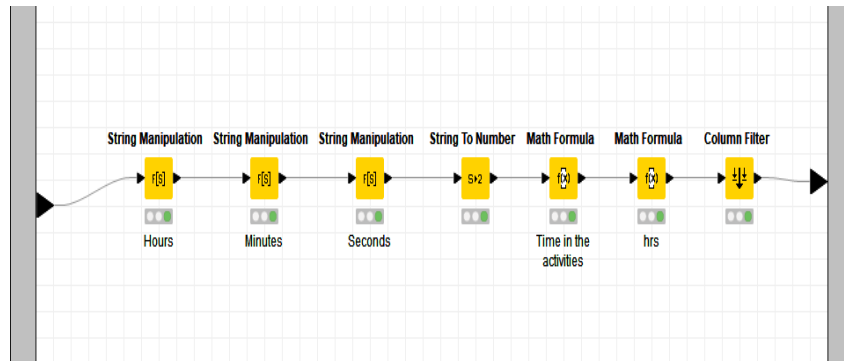 String Manipulation String Manipulation String Manipulation String To Number Math Formula Math Formula Column Filter
F[S] F[S] F[S] S▸2 f(x) f(x)
Hours Minutes Seconds Time in the hrs
activities